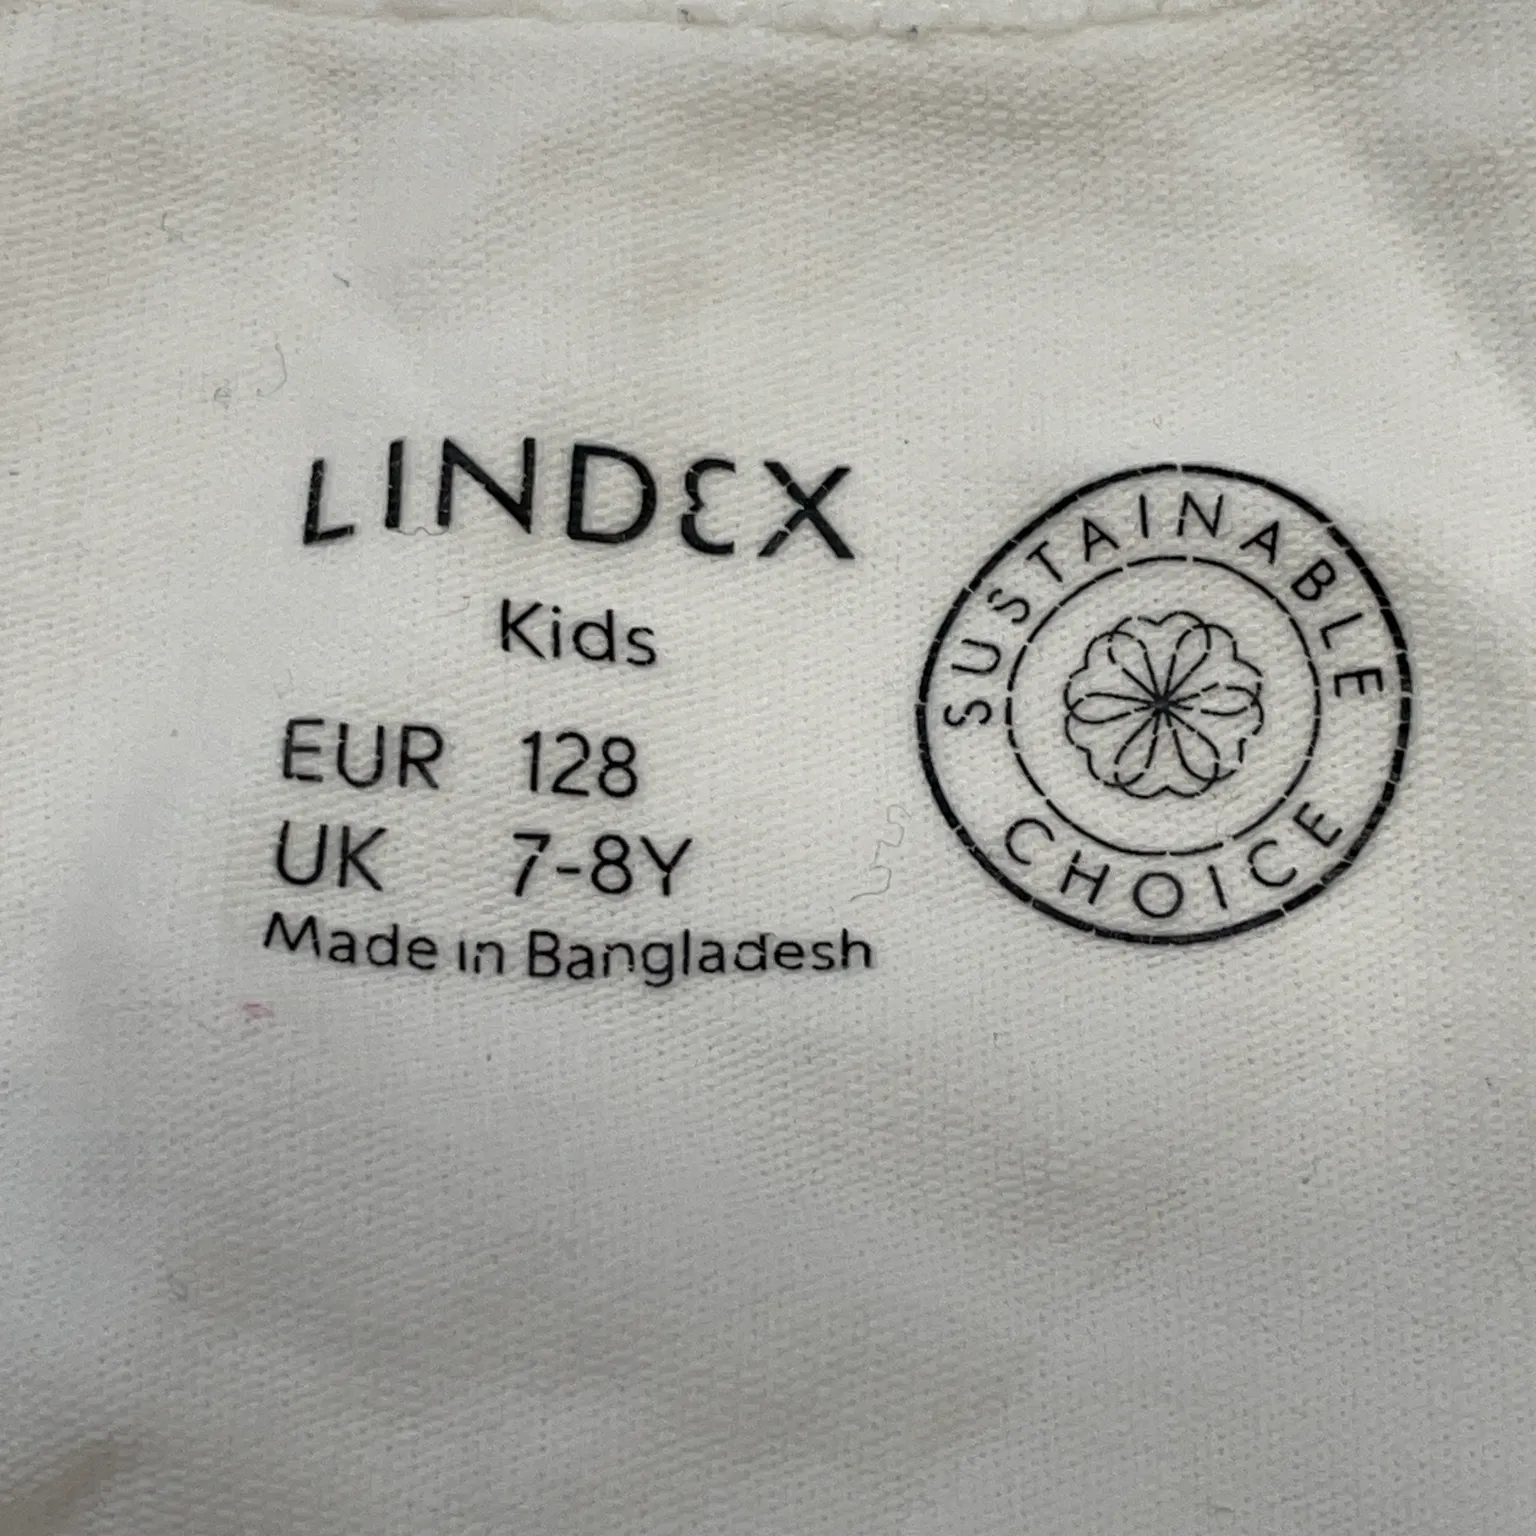 LINDEX
Kids
EUR 128
UK 7-8Y
Made in Bangladesh
SUSTAINABLE
CHOICE